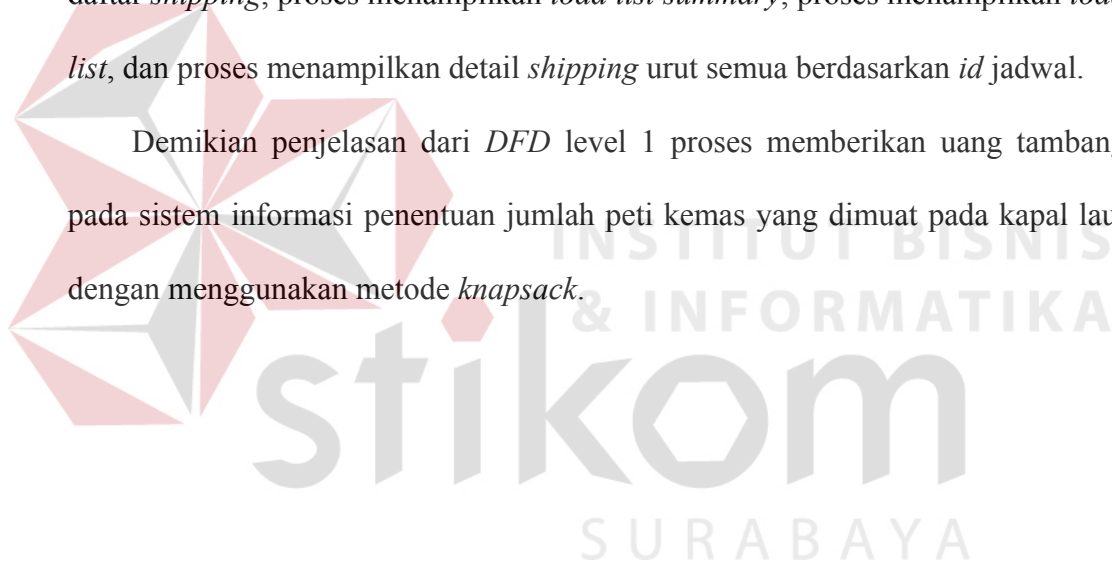 daftar shipping, proses menampilkan load list summary, proses menampilkan load
list, dan proses menampilkan detail shipping urut semua berdasarkan id jadwal.
Demikian penjelasan dari DFD level 1 proses memberikan uang tambang
pada sistem informasi penentuan jumlah peti kemas yang dimuat pada kapal lau
dengan menggunakan metode knapsack.
INSTITUT BISNIS
& INFORMATIKA
stikom
SURABAYA